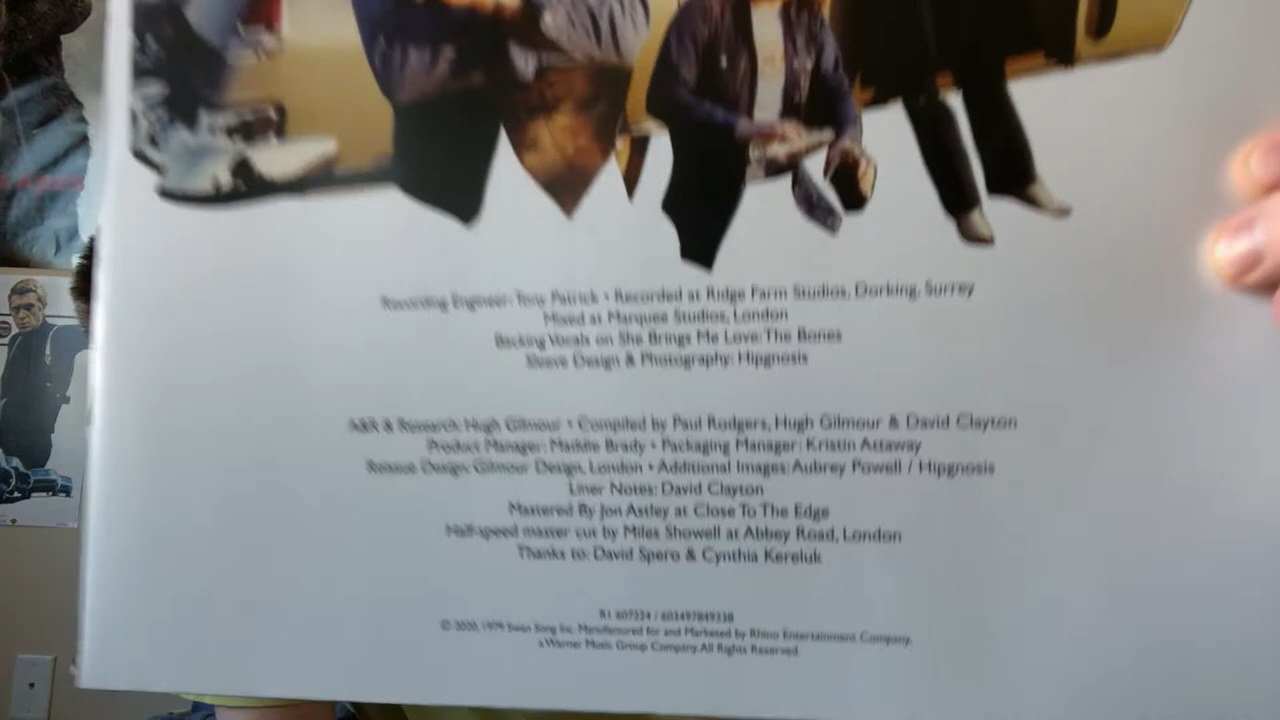 Recording Engineer: Tony Patrick • Recorded at Ridge Farm Studios, Dorking, Surrey
Mixed at Marquee Studios, London
Backing Vocals on She Brings Me Love: The Bones
Sleeve Design & Photography: Hipgnosis
A&R & Research: Hugh Gilmour • Compiled by Paul Rodgers, Hugh Gilmour & David Clayton
Product Manager: Maddie Brady • Packaging Manager: Kristin Attaway
Reissue Design: Gilmour Design, London • Additional Images: Aubrey Powell / Hipgnosis
Liner Notes: David Clayton
Mastered By Jon Astley at Close To The Edge
Half-speed master cut by Miles Showell at Abbey Road, London
Thanks to: David Spero & Cynthia Kereluk
R1 607324 / 603497849338
© 2020, 1979 Swan Song Inc. Manufactured for and Marketed by Rhino Entertainment Company,
a Warner Music Group Company. All Rights Reserved.